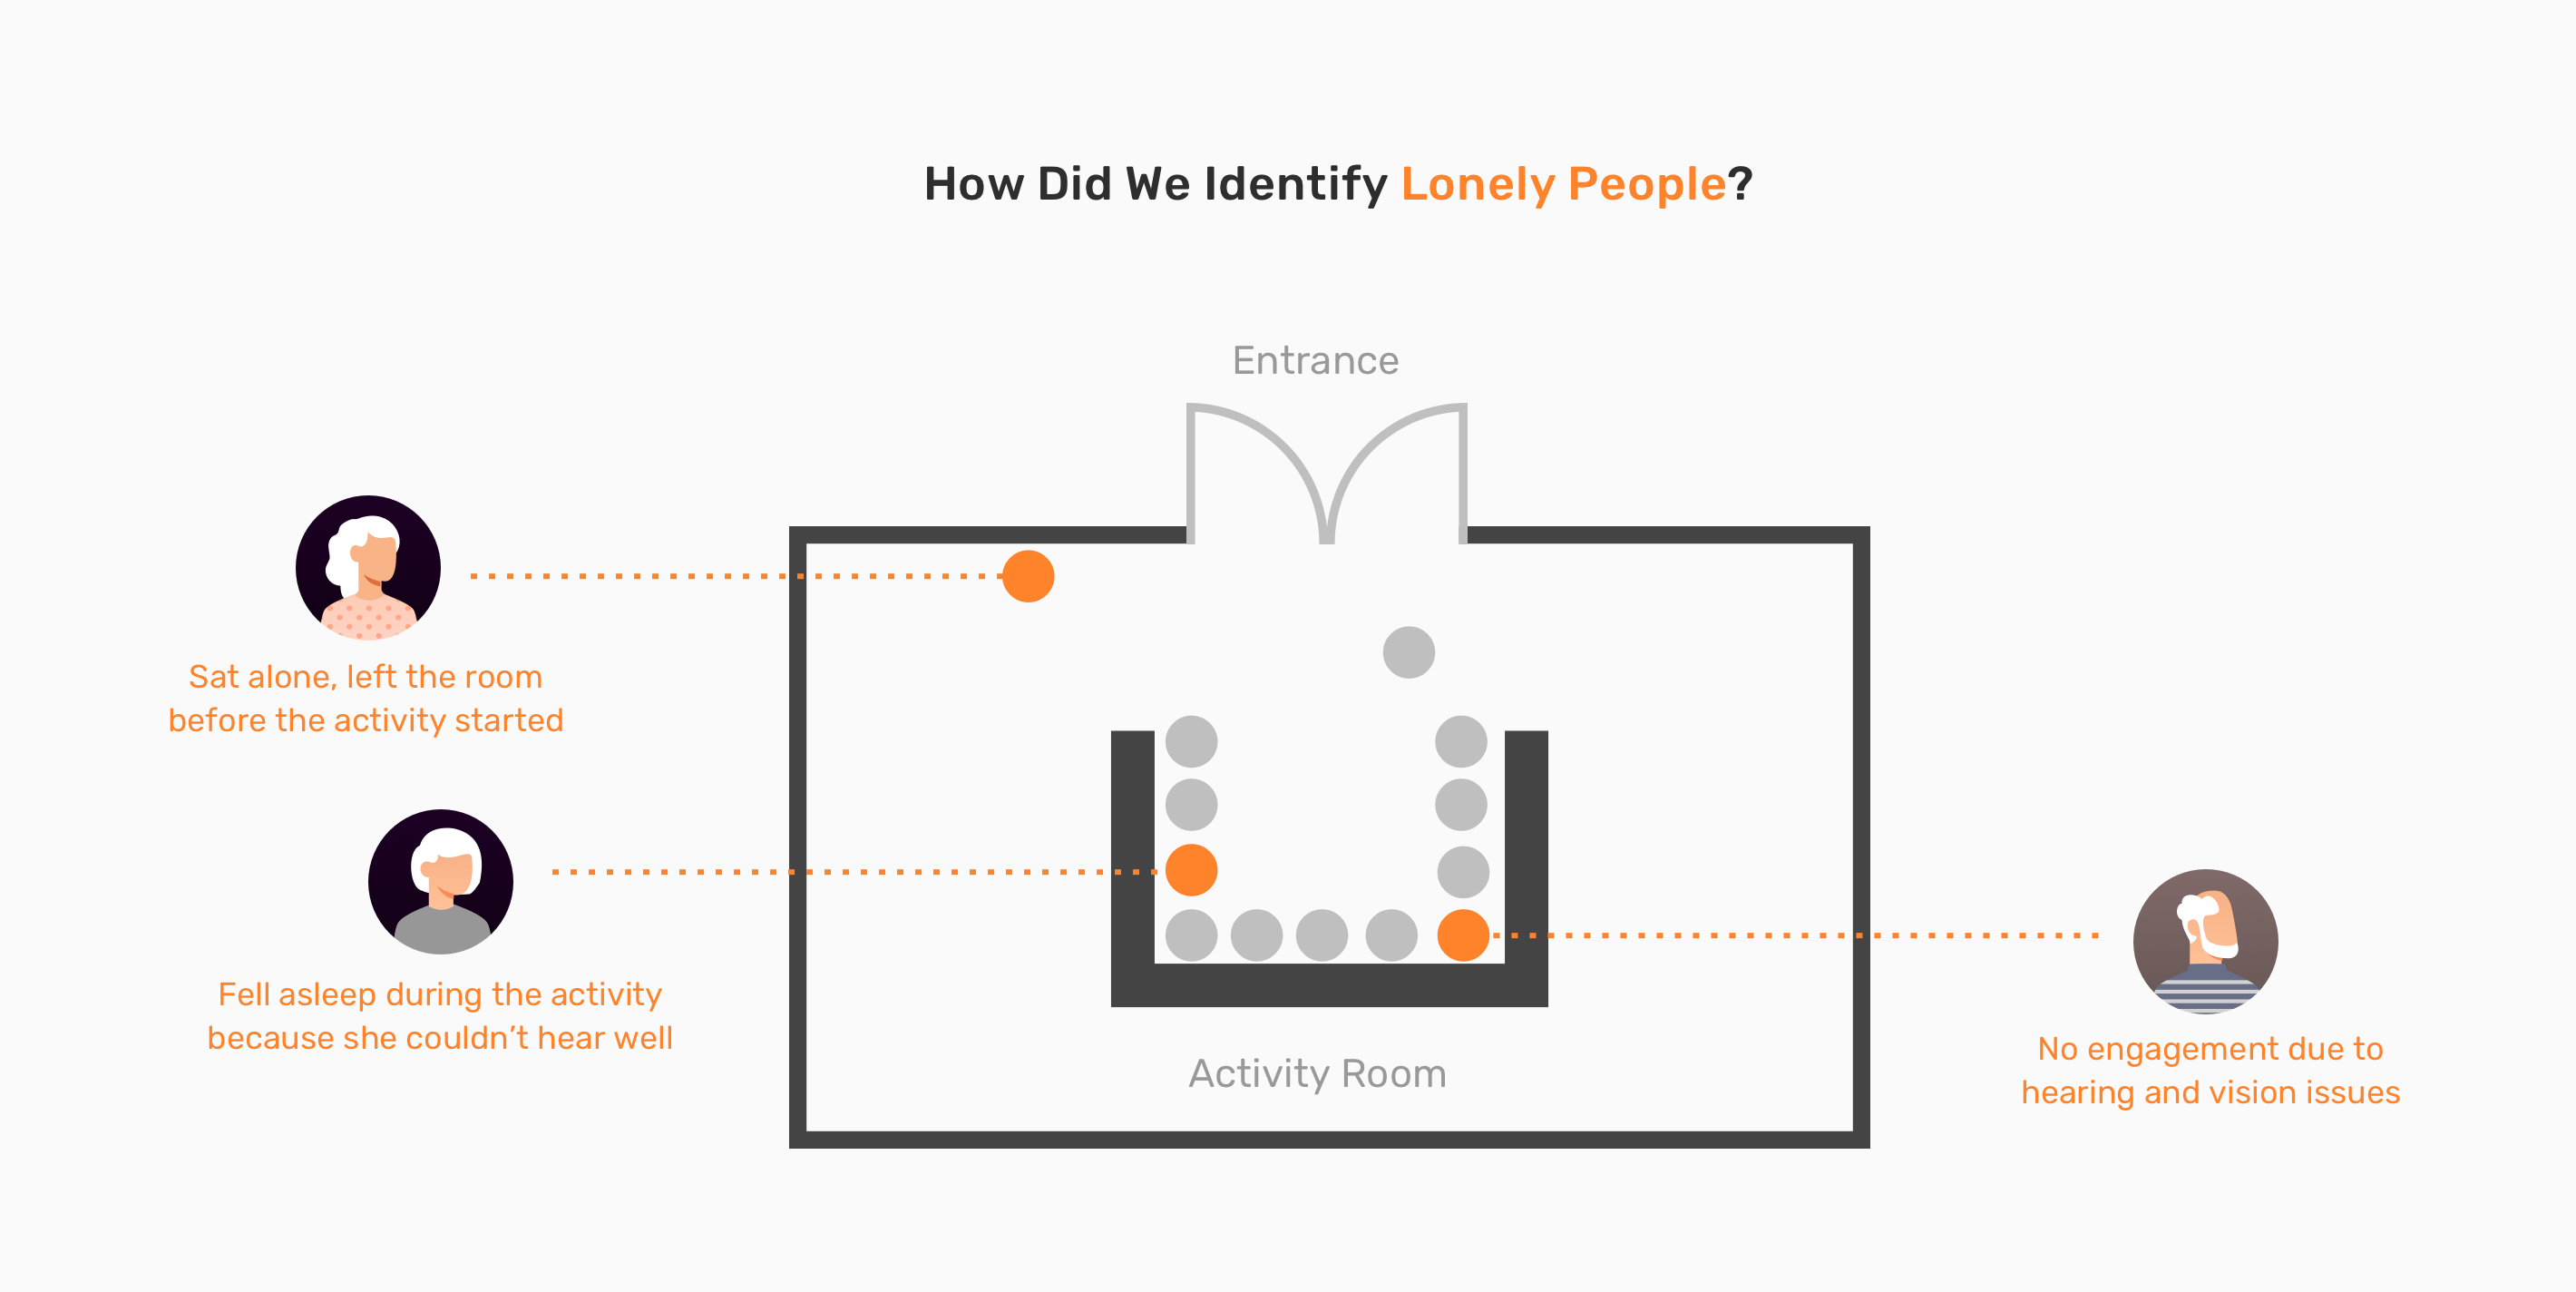 How Did We Identify Lonely People?
Entrance
Sat alone, left the room
before the activity started
Fell asleep during the activity
because she couldn’t hear well
No engagement due to
hearing and vision issues
Activity Room